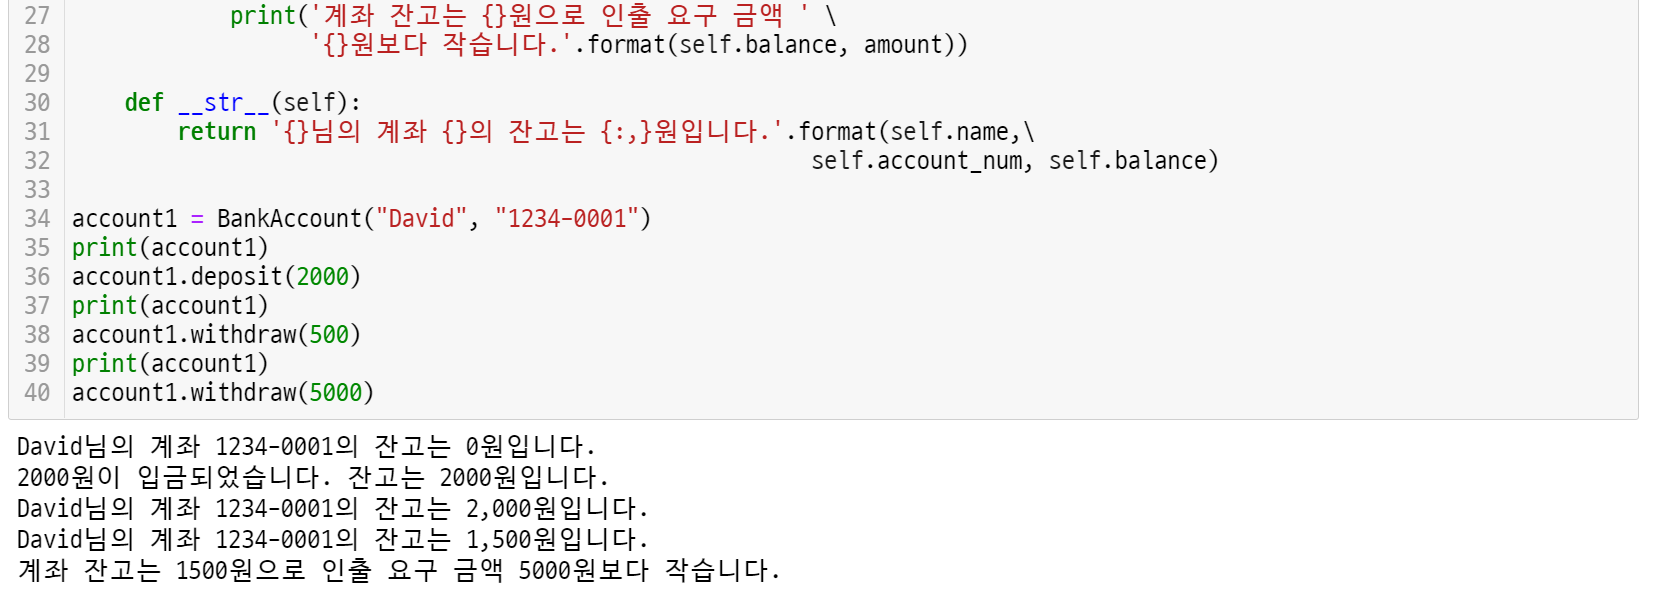 27 print('계좌 잔고는 {}원으로 인출 요구 금액 ' \
28 '{}원보다 작습니다.'.format(self.balance, amount))
29
30 def __str__(self):
31 return '{}님의 계좌 {}의 잔고는 {:,}원입니다.'.format(self.name,\
32 self.account_num, self.balance)
33
34 account1 = BankAccount("David", "1234-0001")
35 print(account1)
36 account1.deposit(2000)
37 print(account1)
38 account1.withdraw(500)
39 print(account1)
40 account1.withdraw(5000)
David님의 계좌 1234-0001의 잔고는 0원입니다.
2000원이 입금되었습니다. 잔고는 2000원입니다.
David님의 계좌 1234-0001의 잔고는 2,000원입니다.
David님의 계좌 1234-0001의 잔고는 1,500원입니다.
계좌 잔고는 1500원으로 인출 요구 금액 5000원보다 작습니다.